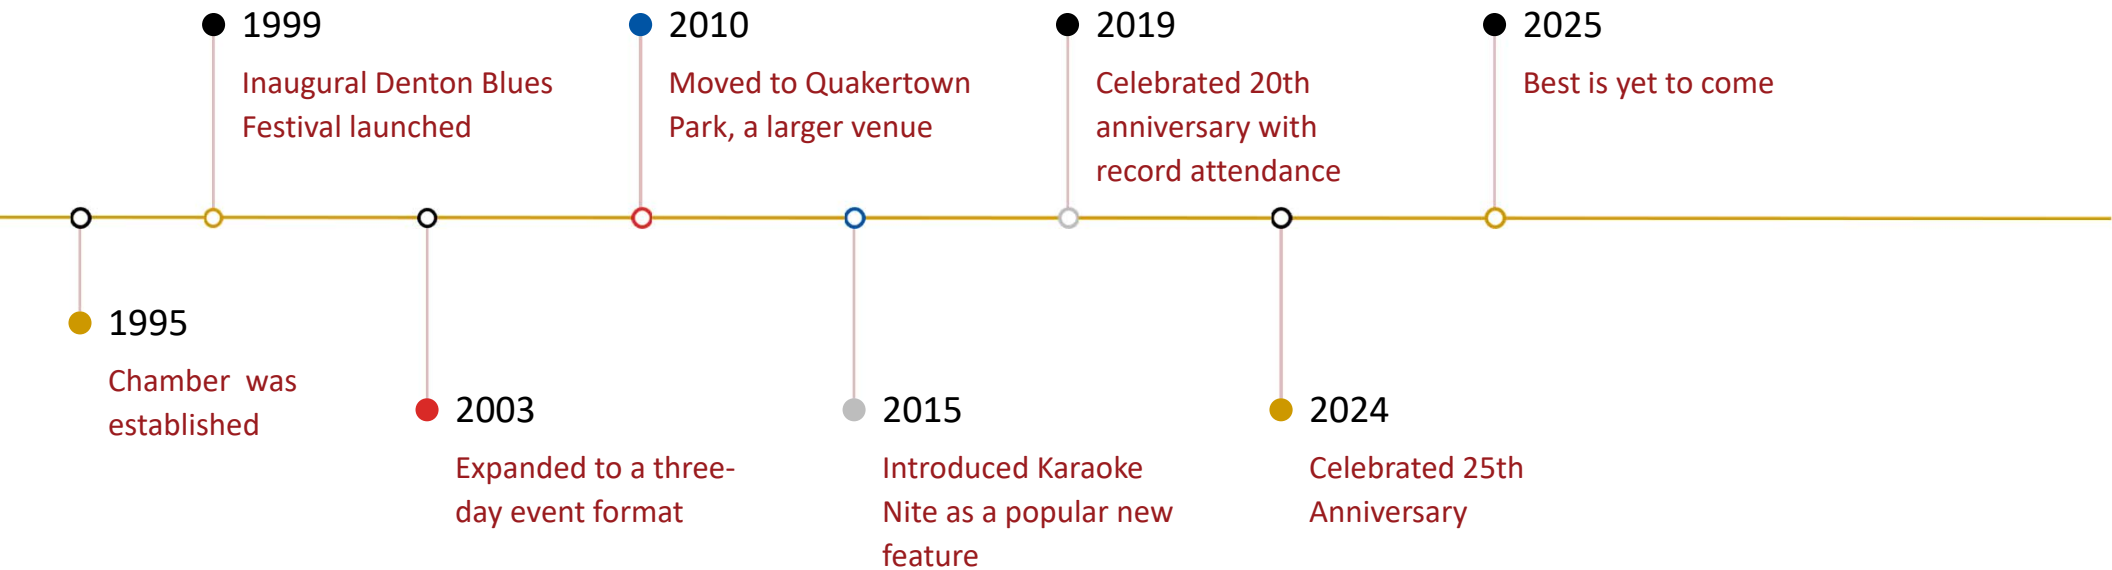 1999
Inaugural Denton Blues
Festival launched
2010
Moved to Quakertown
Park, a larger venue
2019
Celebrated 20th
anniversary with
record attendance
2025
Best is yet to come
1995
Chamber  was
established
2003
Expanded to a three-
day event format
2015
Introduced Karaoke
Nite as a popular new
feature
2024
Celebrated 25th
Anniversary